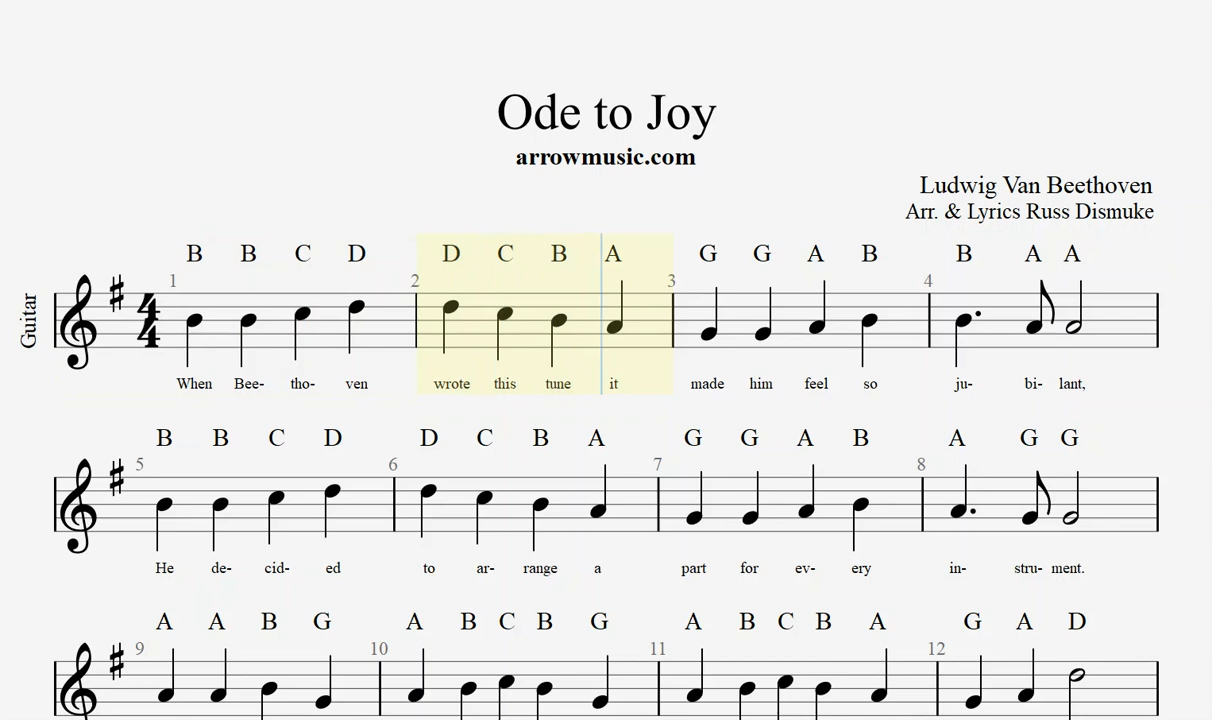 Ode to Joy
arrowmusic.com
Ludwig Van Beethoven
Arr. & Lyrics Russ Dismuke
B B C D D C B A G G A B B A A
1 2 3 4
Guitar
4
4
When Bee- tho- ven wrote this tune it made him feel so ju- bi- lant,
B B C D D C B A G G A B A G G
5 6 7 8
He de- cid- ed to ar- range a part for ev- ery in- stru- ment.
A A B G A B C B G A B C B A G A D
9 10 11 12